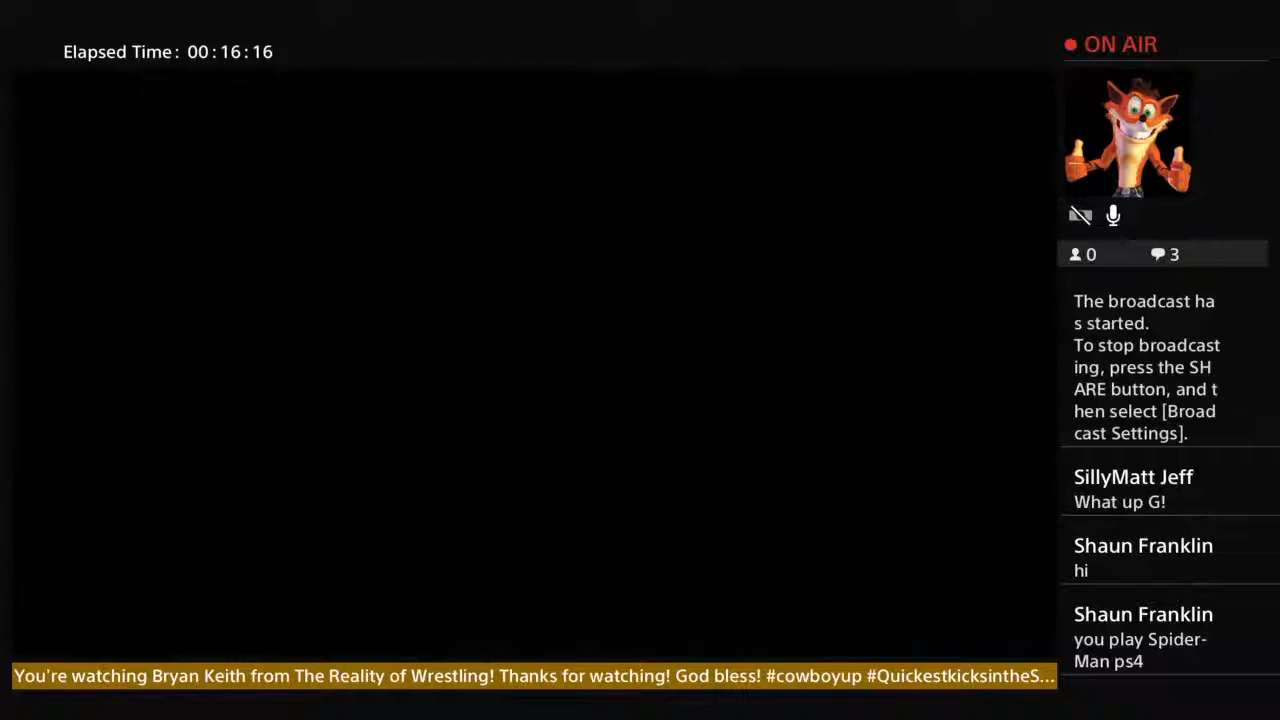 Elapsed Time: 00:16:16
ON AIR
0 3
The broadcast ha
s started.
To stop broadcast
ing, press the SH
ARE button, and t
hen select [Broad
cast Settings].
SillyMatt Jeff
What up G!
Shaun Franklin
hi
Shaun Franklin
you play Spider-
Man ps4
You're watching Bryan Keith from The Reality of Wrestling! Thanks for watching! God bless! #cowboyup #QuickestkicksintheS...